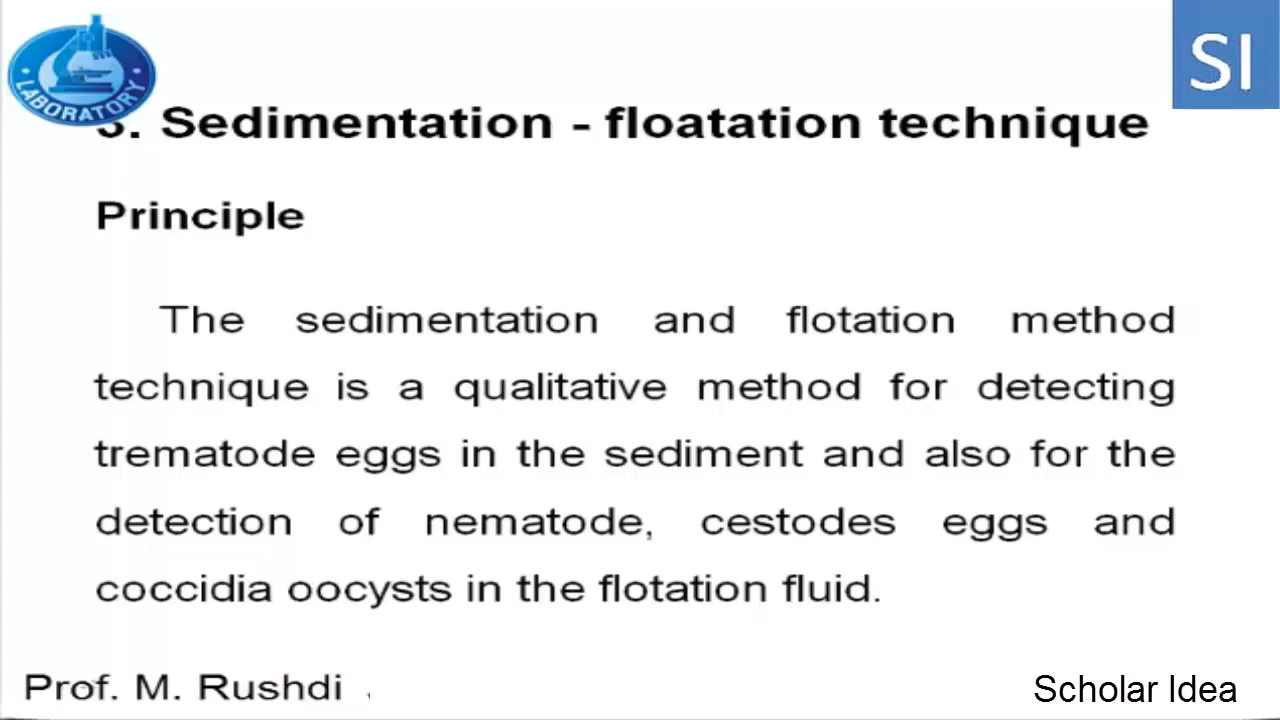 LABORATORY
SI
3. Sedimentation - floatation technique
Principle
The sedimentation and flotation method
technique is a qualitative method for detecting
trematode eggs in the sediment and also for the
detection of nematode, cestodes eggs and
coccidia oocysts in the flotation fluid.
Prof. M. Rushdi
Scholar Idea